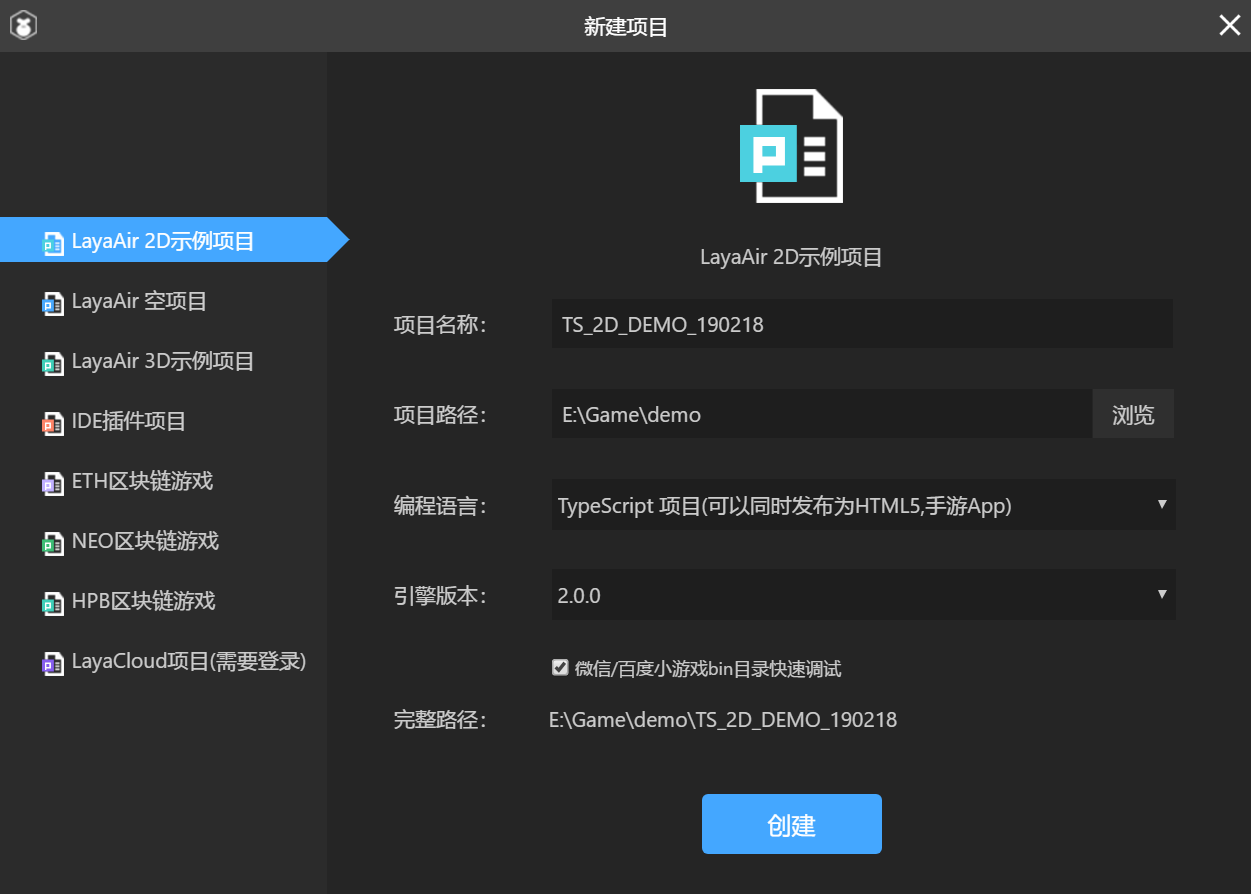 新建项目
LayaAir 2D示例项目
LayaAir 空项目
LayaAir 3D示例项目
IDE插件项目
ETH区块链游戏
NEO区块链游戏
HPB区块链游戏
LayaCloud项目(需要登录)
LayaAir 2D示例项目
项目名称： TS_2D_DEMO_190218
项目路径： E:\Game\demo 浏览
编程语言： TypeScript 项目(可以同时发布为HTML5,手游App)
引擎版本： 2.0.0
微信/百度小游戏bin目录快速调试
完整路径： E:\Game\demo\TS_2D_DEMO_190218
创建